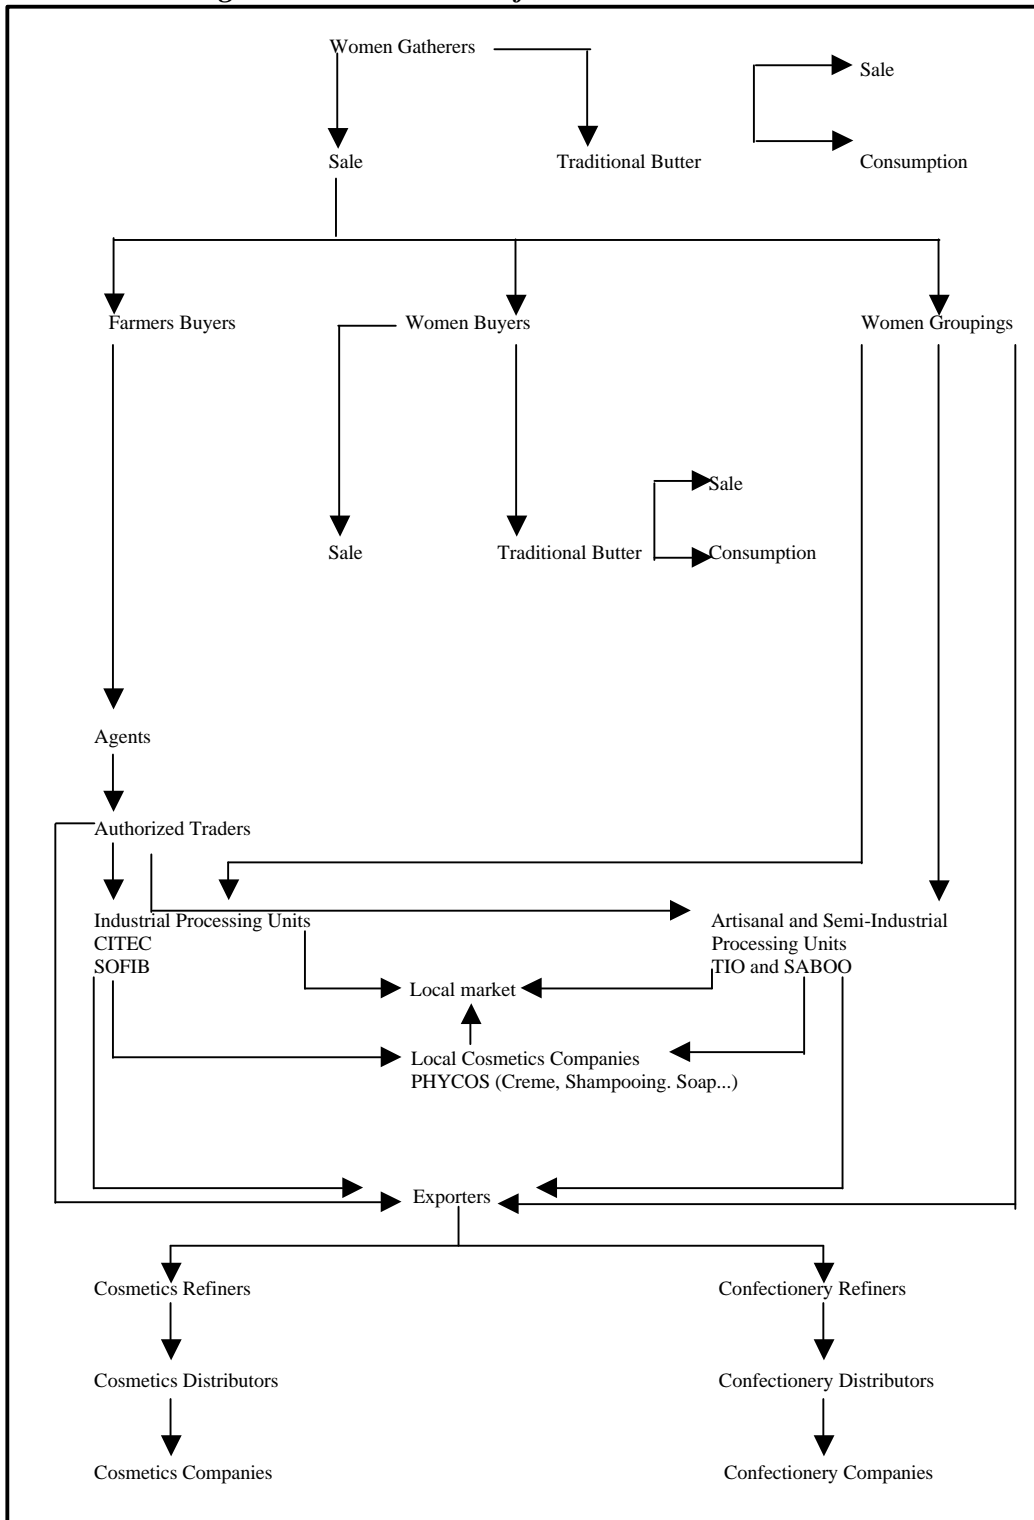 Women Gatherers
Sale
Sale
Traditional Butter
Consumption
Farmers Buyers
Women Buyers
Women Groupings
Sale
Sale
Traditional Butter
Consumption
Agents
Authorized Traders
Industrial Processing Units
CITEC
SOFIB
Artisanal and Semi-Industrial
Processing Units
TIO and SABOO
Local market
Local Cosmetics Companies
PHYCOS (Creme, Shampooing. Soap...)
Exporters
Cosmetics Refiners
Confectionery Refiners
Cosmetics Distributors
Confectionery Distributors
Cosmetics Companies
Confectionery Companies